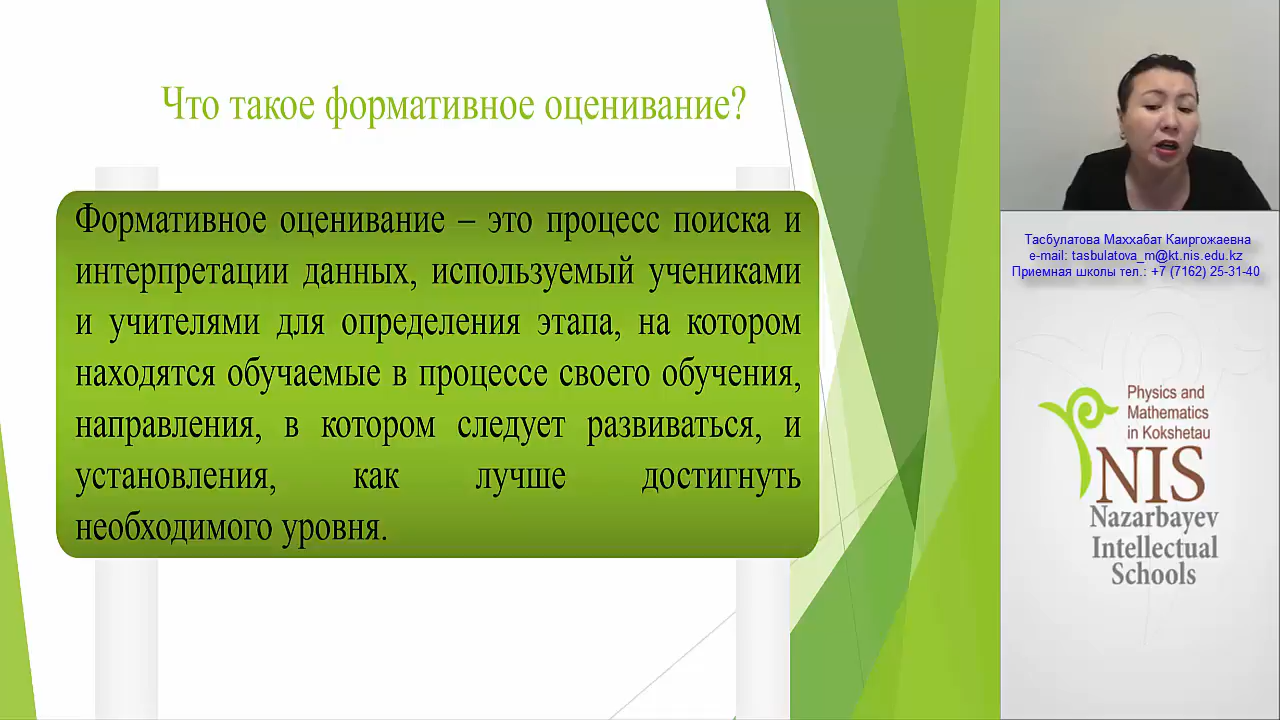 Что такое формативное оценивание?
Формативное оценивание – это процесс поиска и
интерпретации данных, используемый учениками
и учителями для определения этапа, на котором
находятся обучаемые в процессе своего обучения,
направления, в котором следует развиваться, и
установления, как лучше достигнуть
необходимого уровня.
Тасбулатова Маххабат Каиргожаевна
e-mail: tasbulatova_m@kt.nis.edu.kz
Приемная школы тел.: +7 (7162) 25-31-40
Physics and
Mathematics
in Kokshetau
NIS
Nazarbayev
Intellectual
Schools